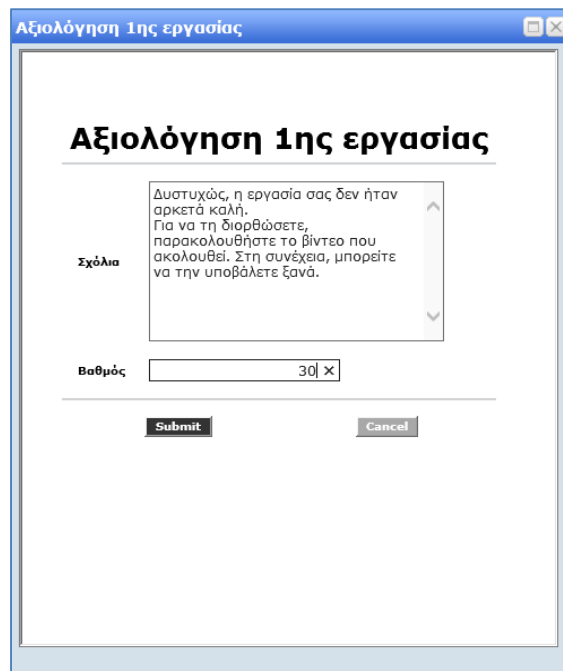 Αξιολόγηση 1ης εργασίας
Αξιολόγηση 1ης εργασίας
Δυστυχώς, η εργασία σας δεν ήταν
αρκετά καλή.
Για να τη διορθώσετε,
παρακολουθήστε το βίντεο που
ακολουθεί. Στη συνέχεια, μπορείτε
να την υποβάλετε ξανά.
Σχόλια
Βαθμός 30
Submit Cancel